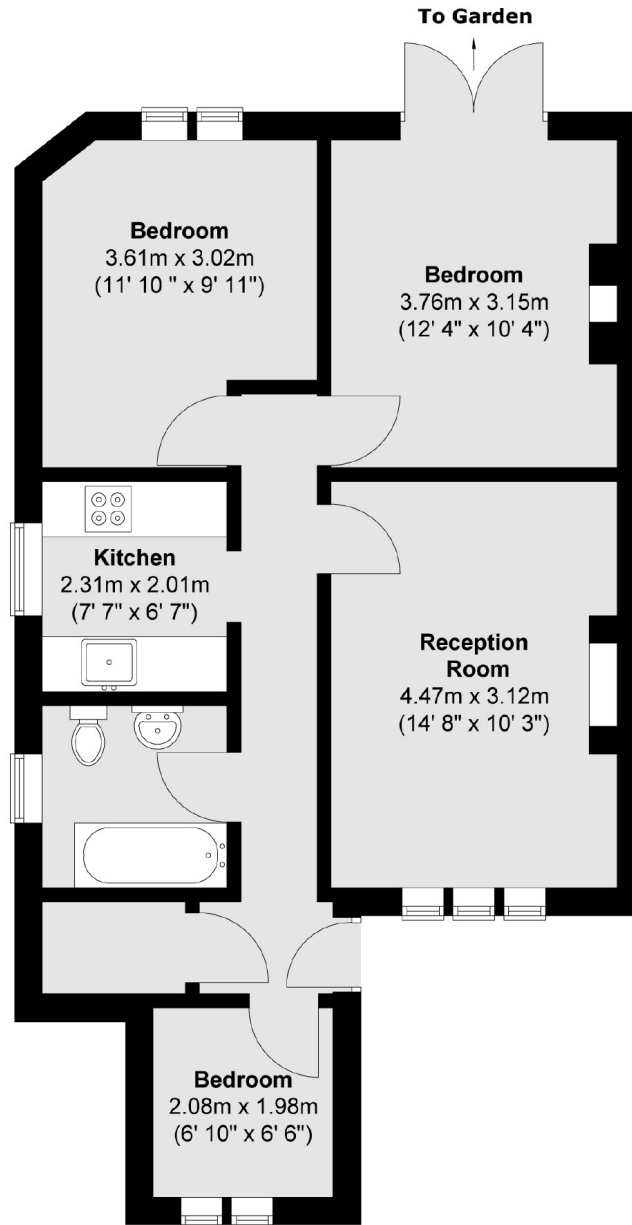 To Garden
Bedroom
3.61m x 3.02m
(11' 10 " x 9' 11")
Bedroom
3.76m x 3.15m
(12' 4" x 10' 4")
Kitchen
2.31m x 2.01m
(7' 7" x 6' 7")
Reception
Room
4.47m x 3.12m
(14' 8" x 10' 3")
Bedroom
2.08m x 1.98m
(6' 10" x 6' 6")